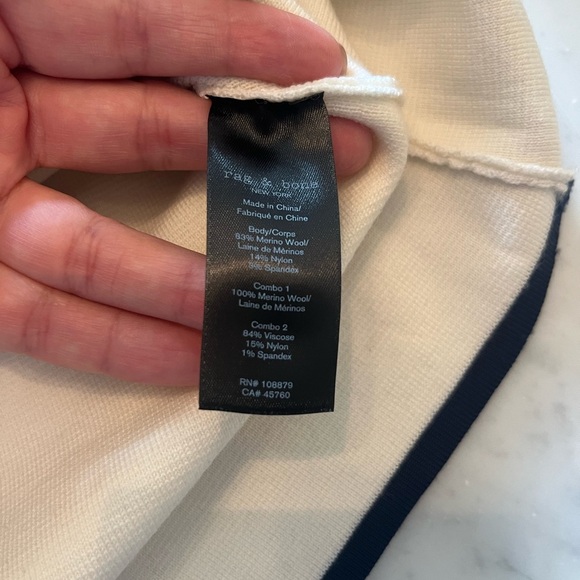 rag & bone
NEW YORK
Made in China/
Fabriqué en Chine
Body/Corps
83% Merino Wool/
Laine de Mérinos
14% Nylon
3% Spandex
Combo 1
100% Merino Wool/
Laine de Mérinos
Combo 2
84% Viscose
15% Nylon
1% Spandex
RN# 108879
CA# 45760